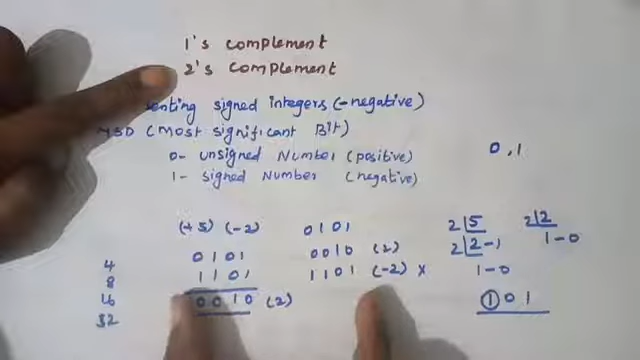 1's complement
2's complement
signed integers (-negative)
(Most significant Bit)
0- unsigned Number (positive)
1- signed Number (negative)
0,1
(+5) (-2)
0101
1101
0010 (2)
0101
0010 (2)
1101 (-2) x
4
8
16
32
2 5
2 2-1
1-0
101
2 2
1-0